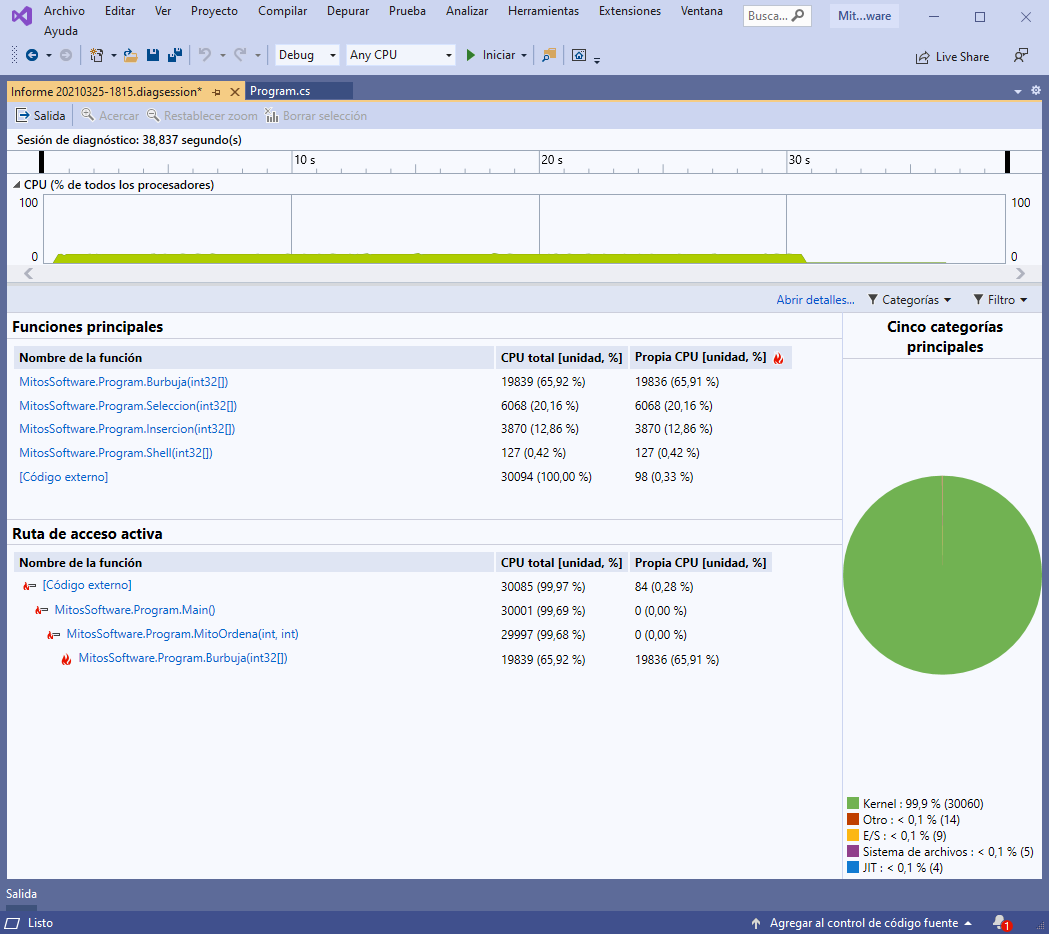 Archivo Editar Ver Proyecto Compilar Depurar Prueba Analizar Herramientas Extensiones Ventana Busca... Mit...ware
Ayuda
Debug Any CPU Iniciar Live Share
Informe 20210325-1815.diagsession* Program.cs
Salida Acercar Restablecer zoom Borrar selección
Sesión de diagnóstico: 38,837 segundo(s)
10 s 20 s 30 s
CPU (% de todos los procesadores)
100 100
0 0
Abrir detalles... Categorías Filtro
Funciones principales
Nombre de la función CPU total [unidad, %] Propia CPU [unidad, %]
MitosSoftware.Program.Burbuja(int32[]) 19839 (65,92 %) 19836 (65,91 %)
MitosSoftware.Program.Seleccion(int32[]) 6068 (20,16 %) 6068 (20,16 %)
MitosSoftware.Program.Insercion(int32[]) 3870 (12,86 %) 3870 (12,86 %)
MitosSoftware.Program.Shell(int32[]) 127 (0,42 %) 127 (0,42 %)
[Código externo] 30094 (100,00 %) 98 (0,33 %)
Ruta de acceso activa
Nombre de la función CPU total [unidad, %] Propia CPU [unidad, %]
[Código externo] 30085 (99,97 %) 84 (0,28 %)
MitosSoftware.Program.Main() 30001 (99,69 %) 0 (0,00 %)
MitosSoftware.Program.MitoOrdena(int, int) 29997 (99,68 %) 0 (0,00 %)
MitosSoftware.Program.Burbuja(int32[]) 19839 (65,92 %) 19836 (65,91 %)
Cinco categorías
principales
Kernel : 99,9 % (30060)
Otro : < 0,1 % (14)
E/S : < 0,1 % (9)
Sistema de archivos : < 0,1 % (5)
JIT : < 0,1 % (4)
Salida
Listo Agregar al control de código fuente 1